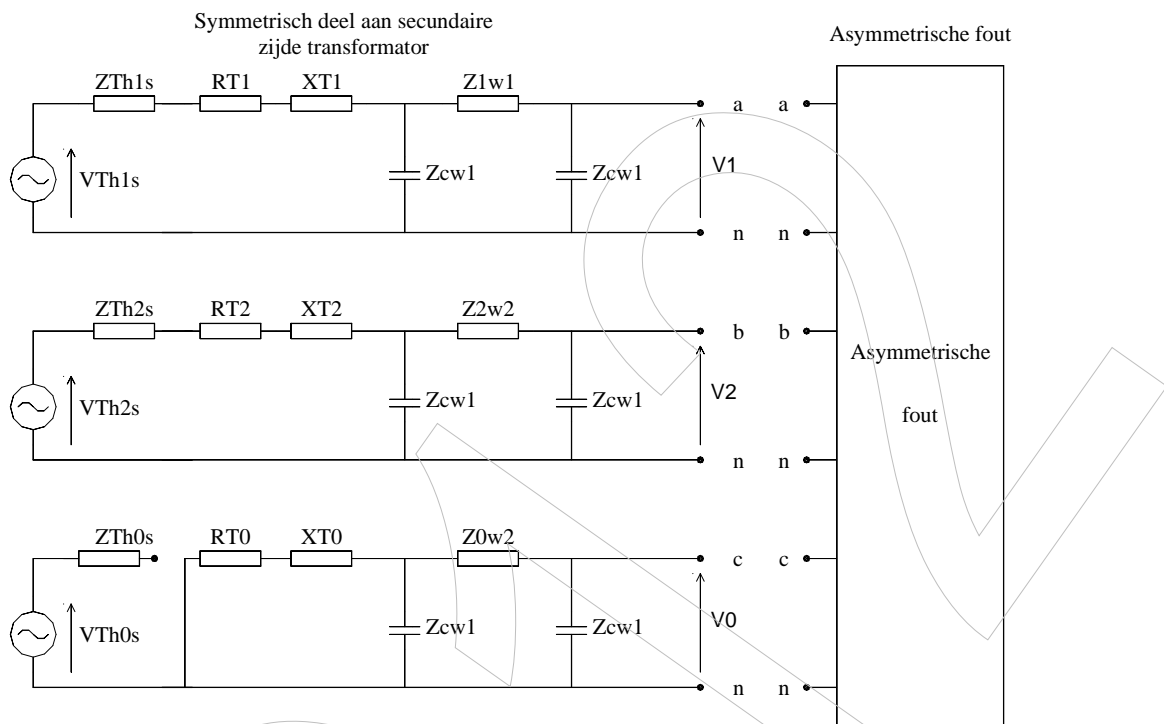 Symmetrisch deel aan secundaire
zijde transformator
Asymmetrische fout
ZTh1s RT1 XT1 Z1w1
a a
VTh1s Zcw1 Zcw1 V1
n n
ZTh2s RT2 XT2 Z2w2
b b
Asymmetrische
VTh2s Zcw1 Zcw1 V2
fout
n n
ZTh0s RT0 XT0 Z0w2
c c
VTh0s Zcw1 Zcw1 V0
n n